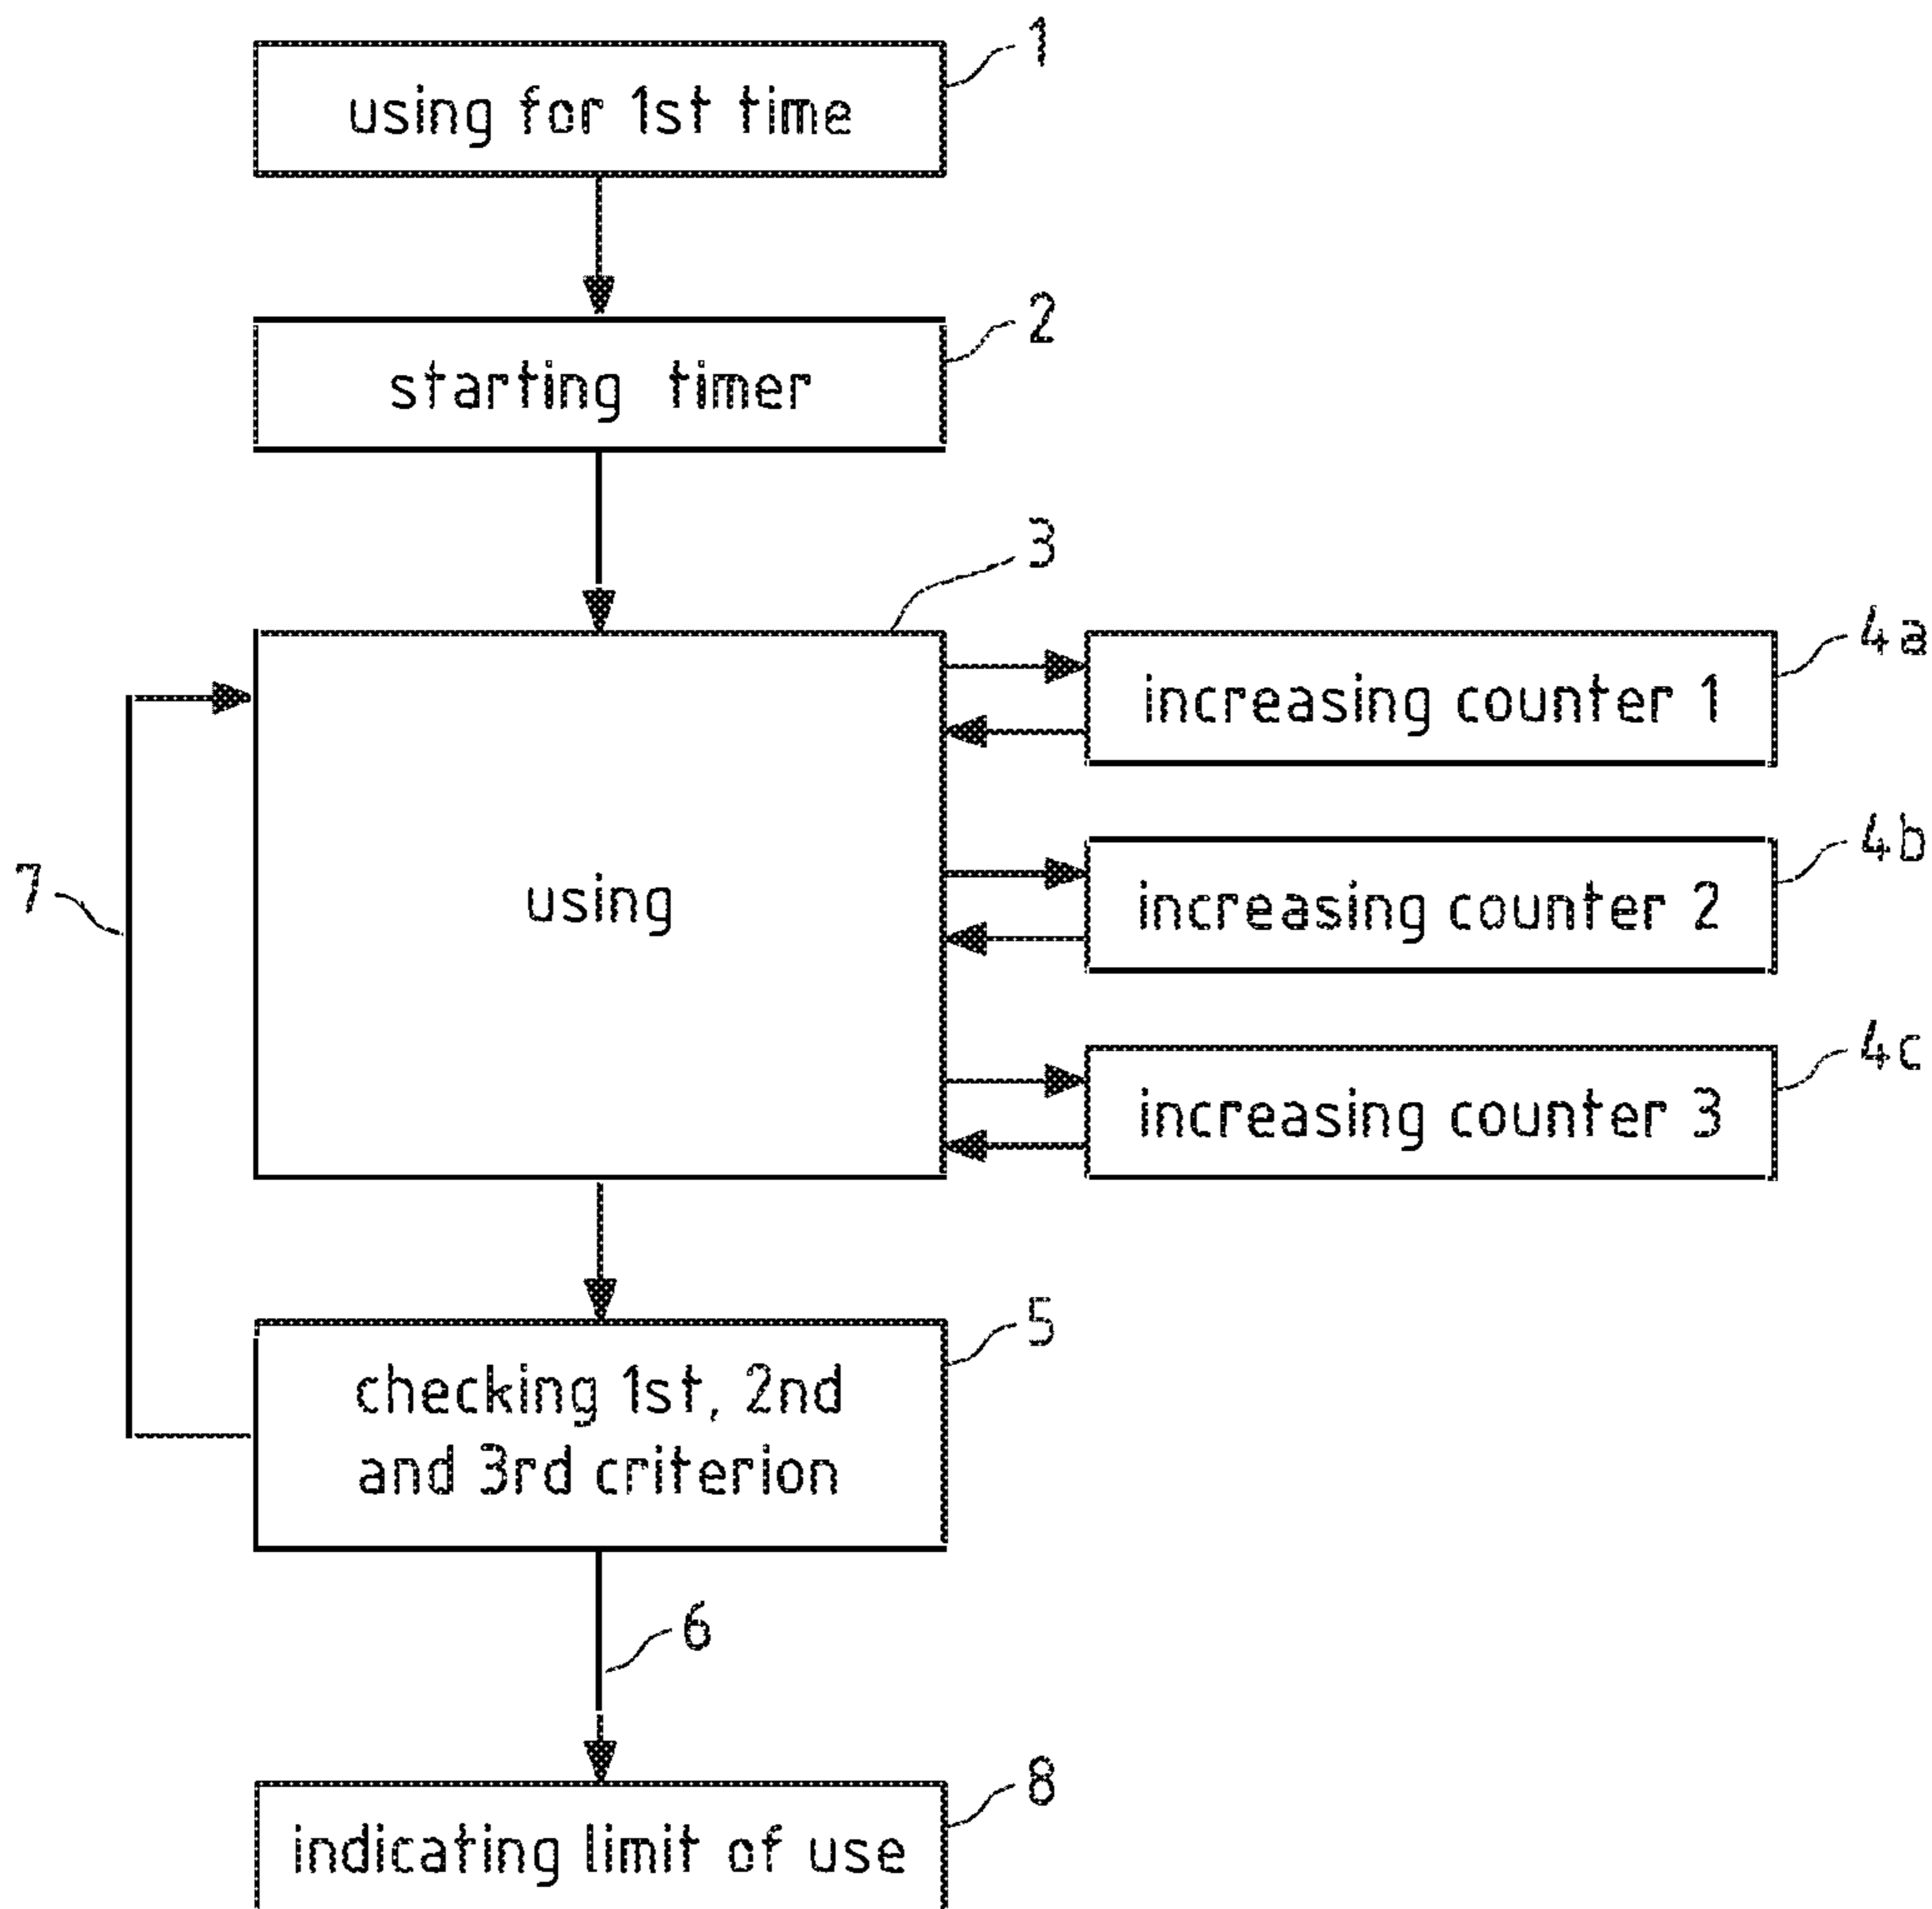 1
using for 1st time
2
starting timer
3
4a
increasing counter 1
4b
7
using
increasing counter 2
4c
increasing counter 3
5
checking 1st, 2nd
and 3rd criterion
6
8
indicating limit of use